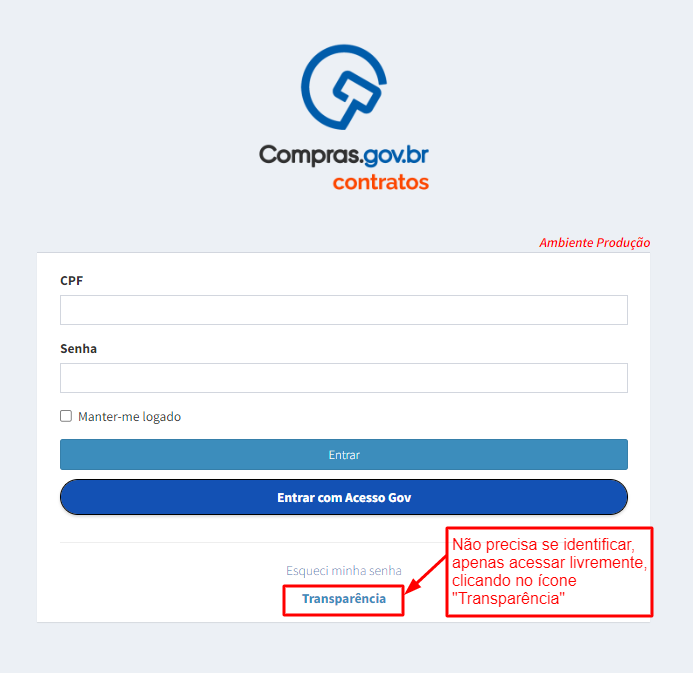 Compras.gov.br
contratos
Ambiente Produção
CPF
Senha
Manter-me logado
Entrar
Entrar com Acesso Gov
Não precisa se identificar,
apenas acessar livremente,
clicando no ícone
"Transparência"
Esqueci minha senha
Transparência